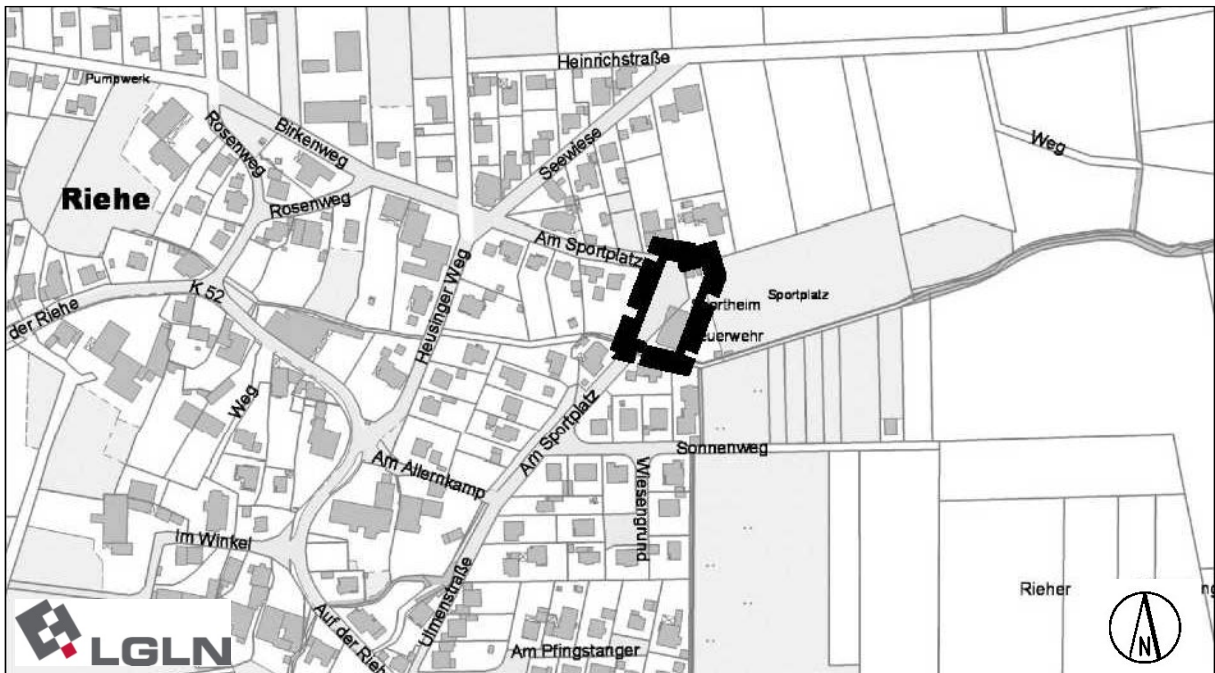 Heinrichstraße
Pumpwerk
Birkenweg
Rosenweg
Seewiese
Weg
Riehe
Rosenweg
Am Sportplatz
Heusinger Weg
K 52
Sportplatz
der Riehe
Weg
Am Sportplatz
Sonnenweg
Am Allernkamp
Wiesengrund
Im Winkel
Ulmenstraße
Rieher
Auf der Rieh
Am Pfingstanger
LGLN
N